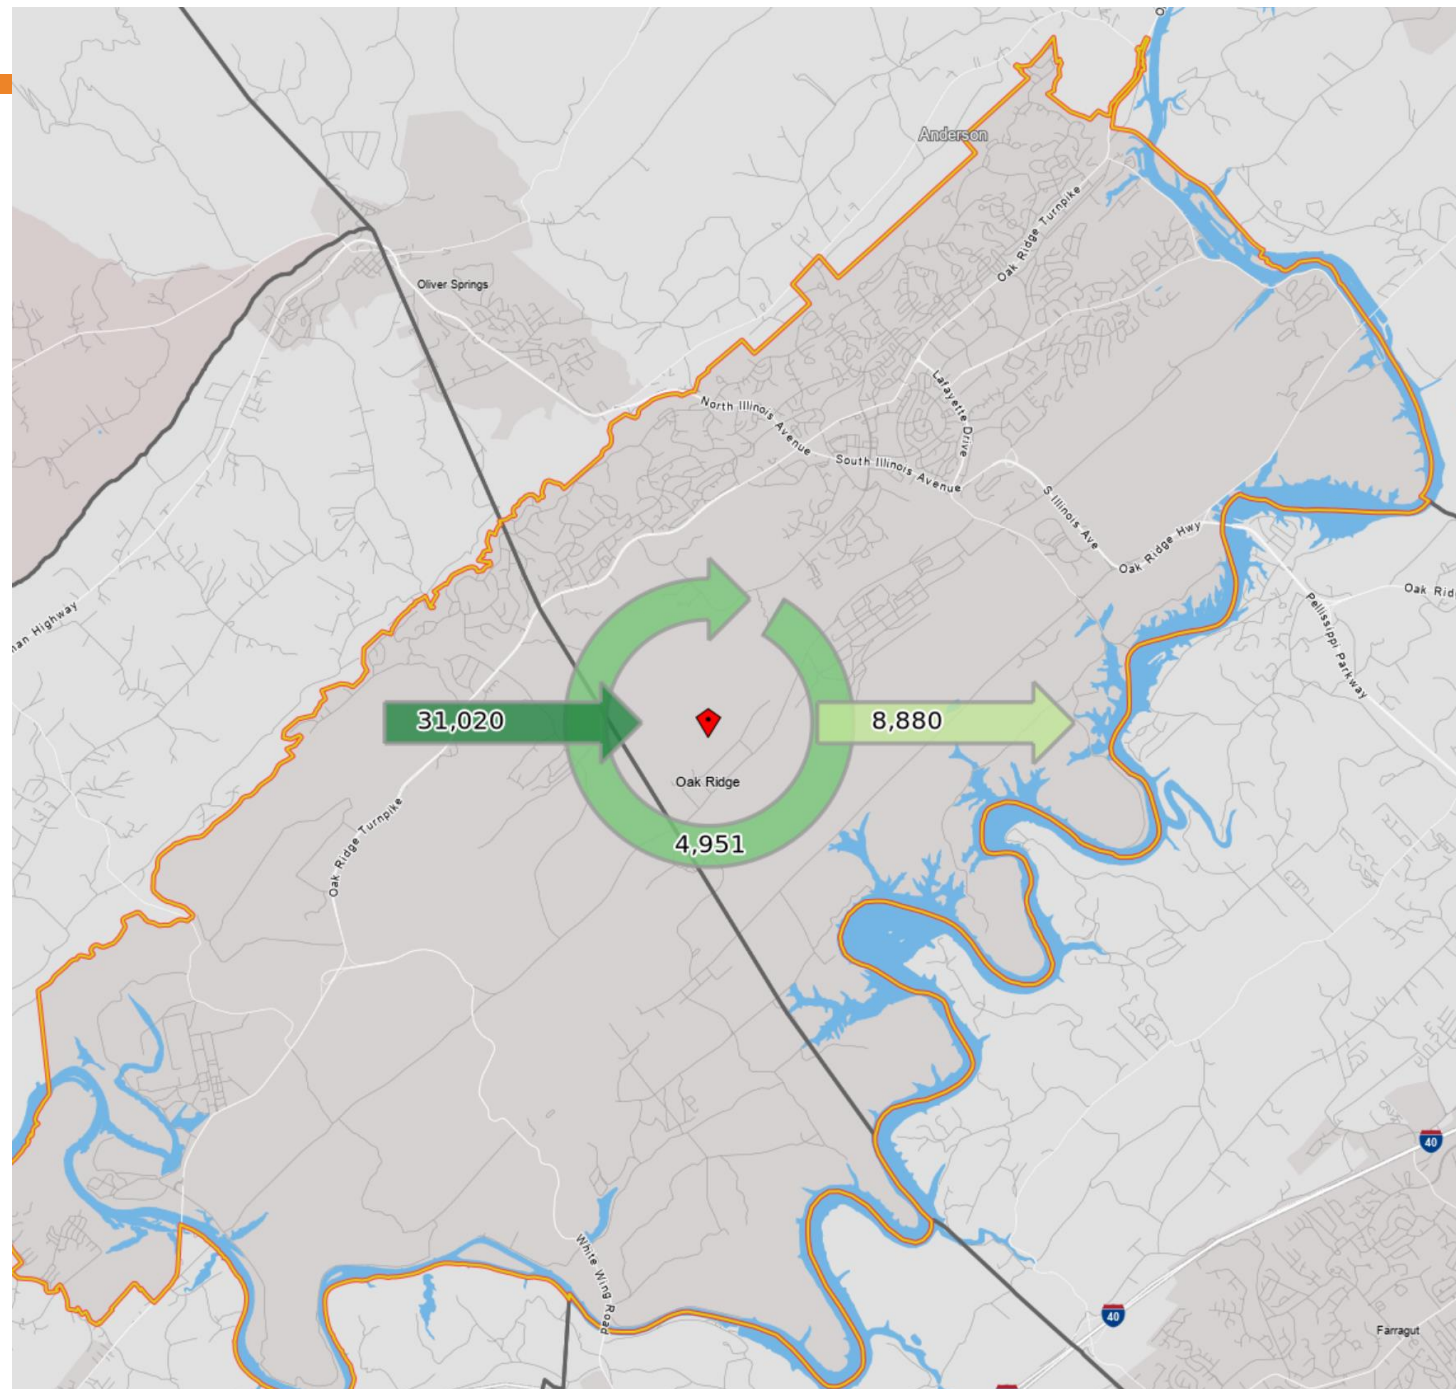 Anderson
Oak Ridge Turnpike
Oliver Springs
Lafayette Drive
North Illinois Avenue
South Illinois Avenue
S Illinois Ave
Oak Ridge Hwy
Oak Rid
Pellissippi Parkway
an Highway
31,020
8,880
Oak Ridge
4,951
Oak Ridge Turnpike
40
White Wing Road
40
Farragut